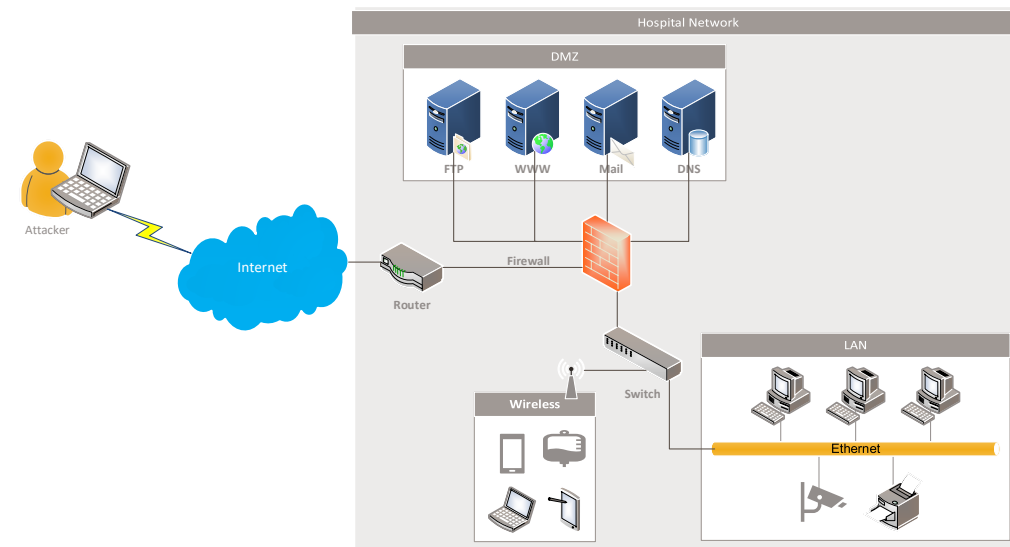 Hospital Network
DMZ
FTP
WWW
Mail
DNS
Attacker
Internet
Firewall
Router
Switch
LAN
Wireless
Ethernet